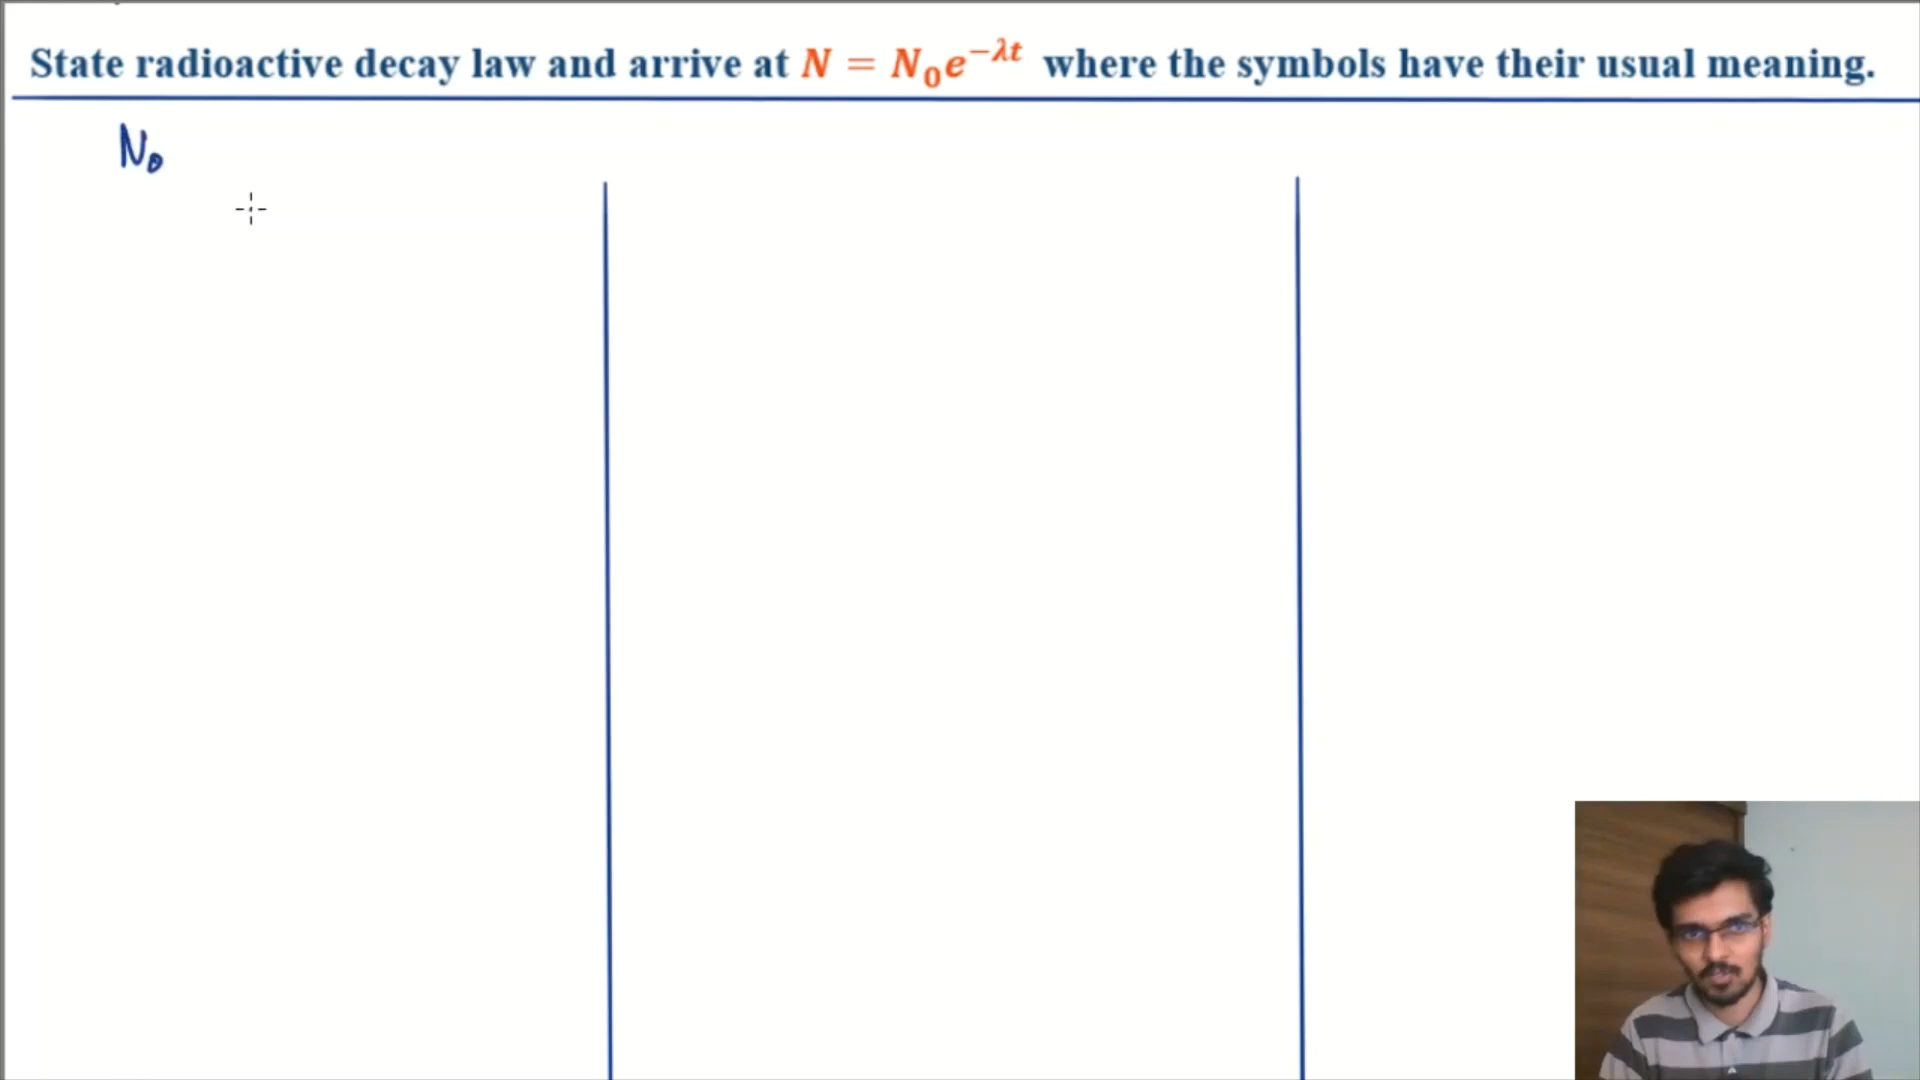 State radioactive decay law and arrive at N = N₀e^{-λt} where the symbols have their usual meaning.
N₀